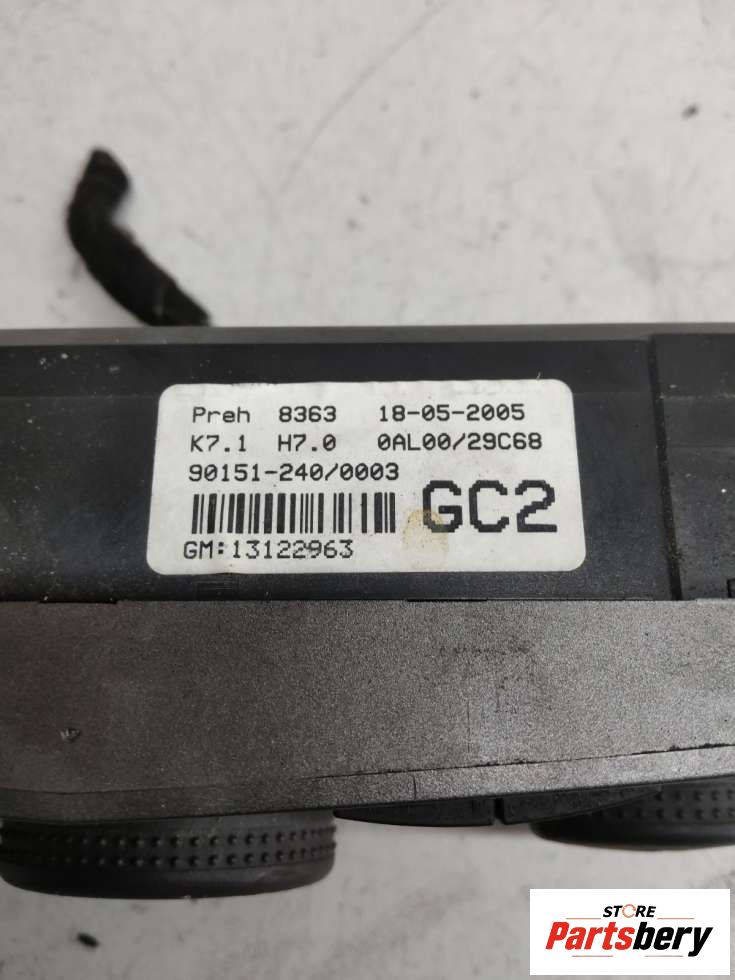 Preh 8363 18-05-2005
K7.1 H7.0 0AL00/29C68
90151-240/0003
GC2
GM:13122963
STORE
Partsbery